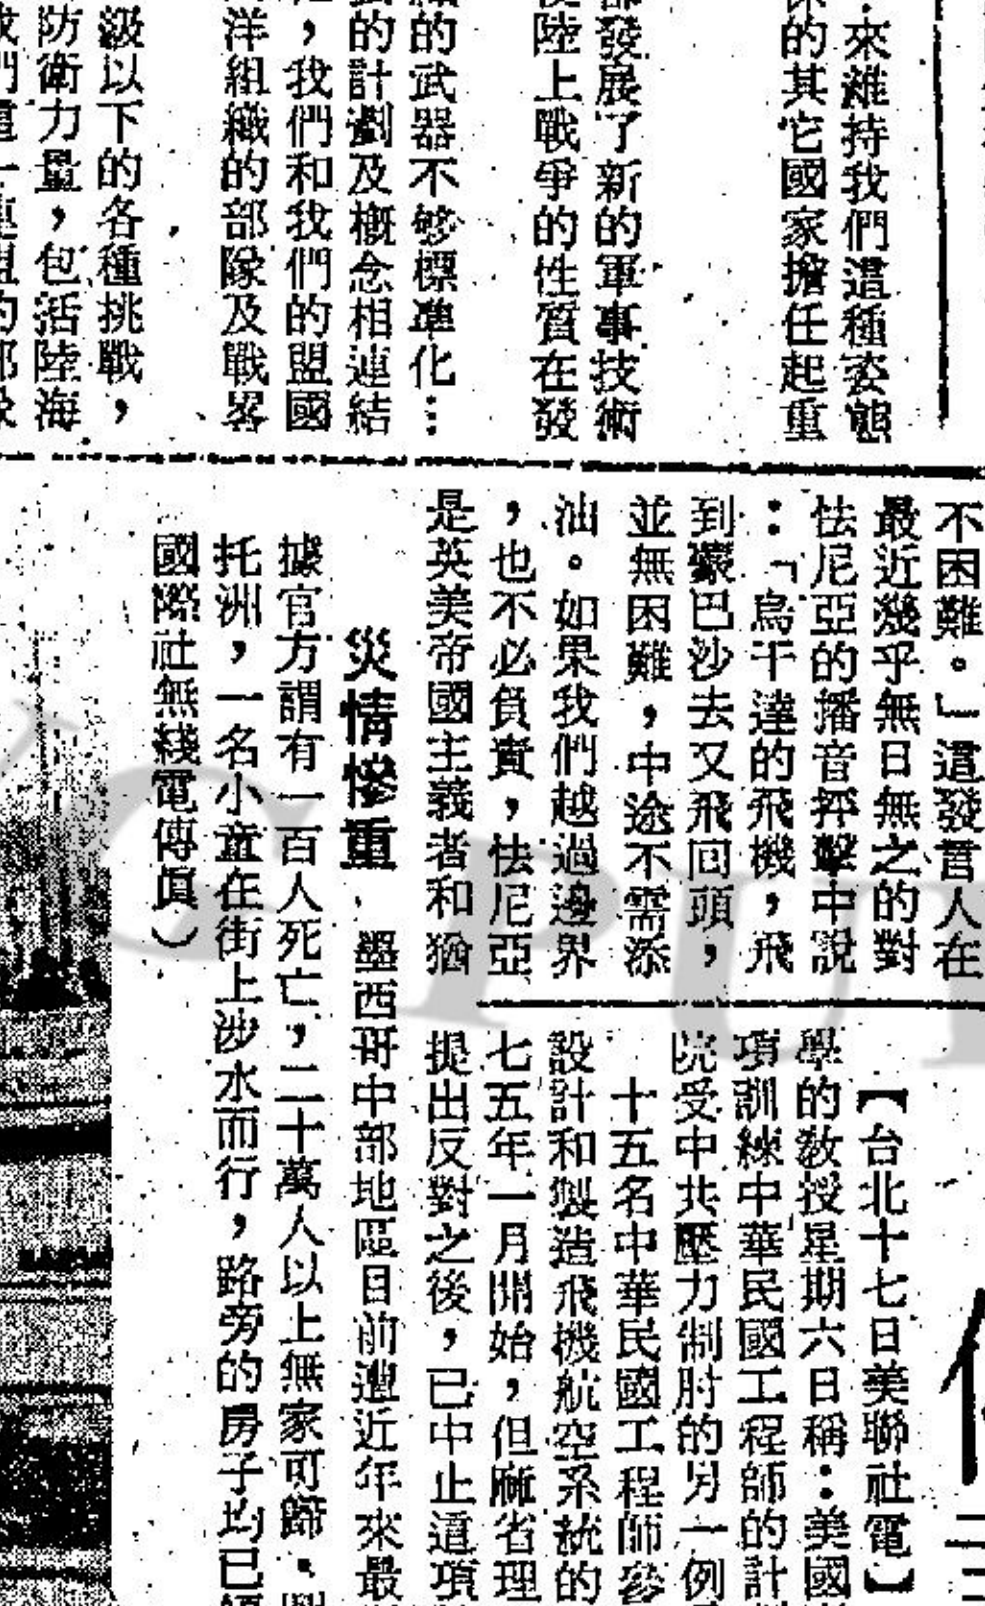 來維持我們這種姿態
的其它國家擔任起重
部發展了新的軍事技術
陸上戰爭的性質在發
的武器不够標準化…
的計劃及概念相連結
，我們和我們的盟國
洋組織的部隊及戰畧
級以下的各種挑戰，
防衛力量，包括陸海
不困難。」這發言人在
最近幾乎無日無之的對
怯尼亞的播音抨擊中說
：「烏干達的飛機，飛
到蒙巴沙去又飛囘頭，
並無困難，中途不需添
油。如果我們越過邊界
，也不必負責，怯尼亞
是英美帝國主義者和猶
【台北十七日美聯社電】
學的教授星期六日稱：美國
項訓練中華民國工程師的計
院受中共壓力制肘的另一例
十五名中華民國工程師參
設計和製造飛機航空系統的
七五年一月開始，但麻省理
提出反對之後，已中止這項
災情慘重 墨西哥中部地區目前遭近年來最
據官方謂有一百人死亡，二十萬人以上無家可歸。
托洲，一名小童在街上涉水而行，路旁的房子均已
國際社無綫電傳眞）